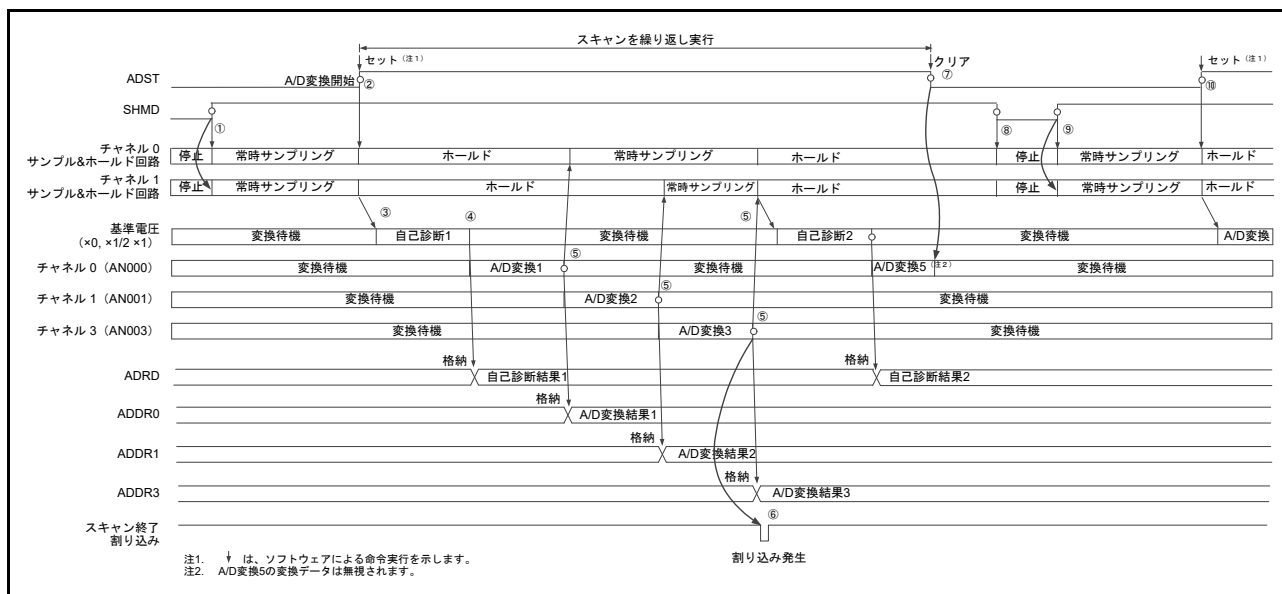 スキャンを繰り返し実行
セット(注1)
クリア
セット(注1)
ADST
A/D変換開始
②
⑦
⑩
SHMD
①
⑧
⑨
チャネル 0
サンプル&ホールド回路
停止
常時サンプリング
ホールド
常時サンプリング
ホールド
停止
常時サンプリング
ホールド
チャネル 1
サンプル&ホールド回路
停止
常時サンプリング
ホールド
常時サンプリング
ホールド
停止
常時サンプリング
ホールド
③
④
⑤
基準電圧
(×0, ×1/2 ×1)
変換待機
自己診断1
変換待機
自己診断2
変換待機
A/D変換
⑤
チャネル 0(AN000)
変換待機
A/D変換1
変換待機
A/D変換5(注2)
変換待機
⑤
チャネル 1(AN001)
変換待機
A/D変換2
変換待機
⑤
チャネル 3(AN003)
変換待機
A/D変換3
変換待機
格納
格納
ADRD
自己診断結果1
自己診断結果2
格納
ADDR0
A/D変換結果1
格納
ADDR1
A/D変換結果2
格納
ADDR3
A/D変換結果3
⑥
スキャン終了
割り込み
割り込み発生
注1. ↓ は、ソフトウェアによる命令実行を示します。
注2. A/D変換5の変換データは無視されます。